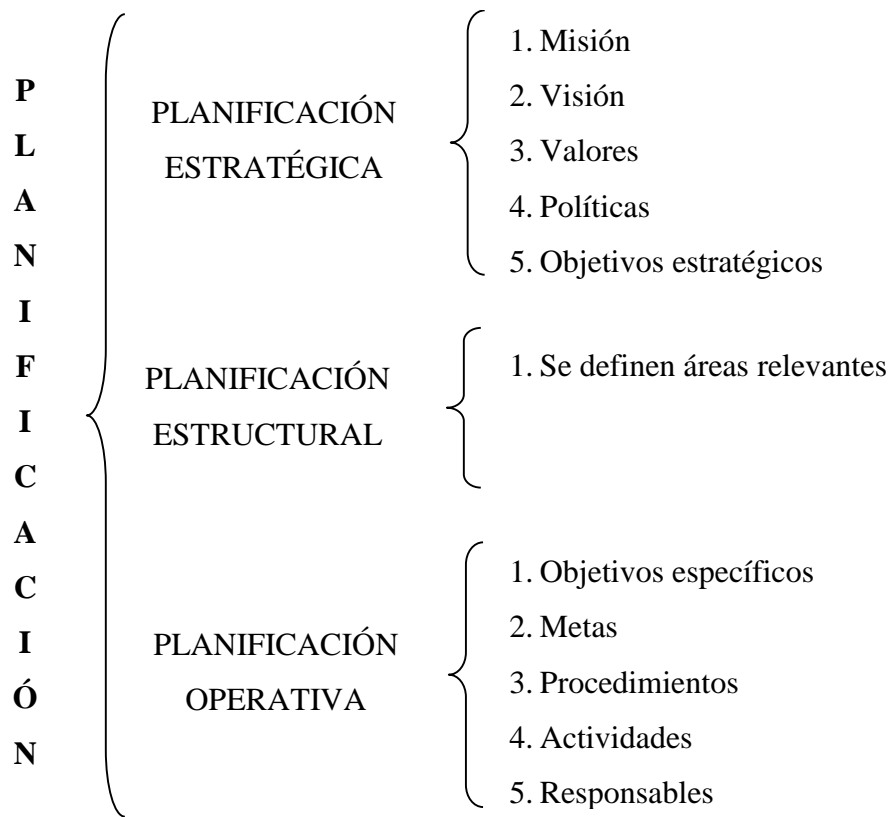 PLANIFICACIÓN
PLANIFICACIÓN
ESTRATÉGICA
1. Misión
2. Visión
3. Valores
4. Políticas
5. Objetivos estratégicos
PLANIFICACIÓN
ESTRUCTURAL
1. Se definen áreas relevantes
PLANIFICACIÓN
OPERATIVA
1. Objetivos específicos
2. Metas
3. Procedimientos
4. Actividades
5. Responsables